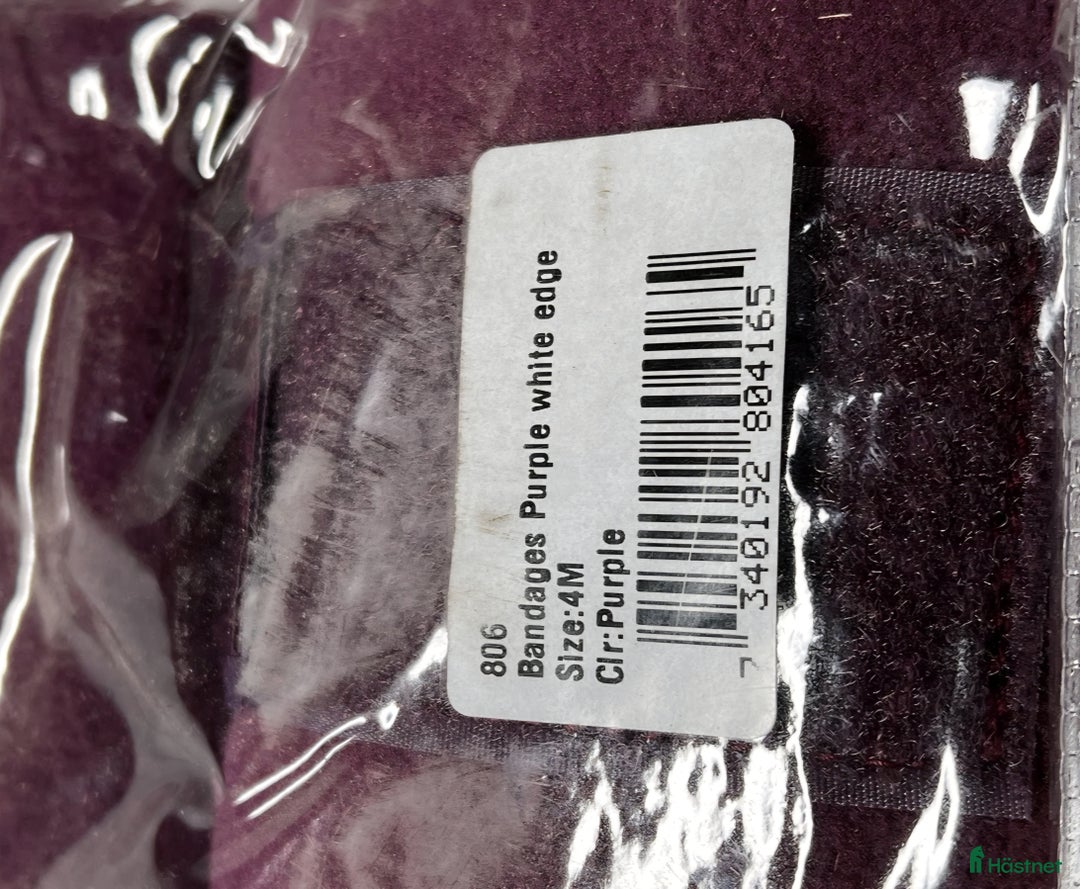 806
Bandages Purple white edge
Size:4M
Clr:Purple
7 340192 804165
Hästnet